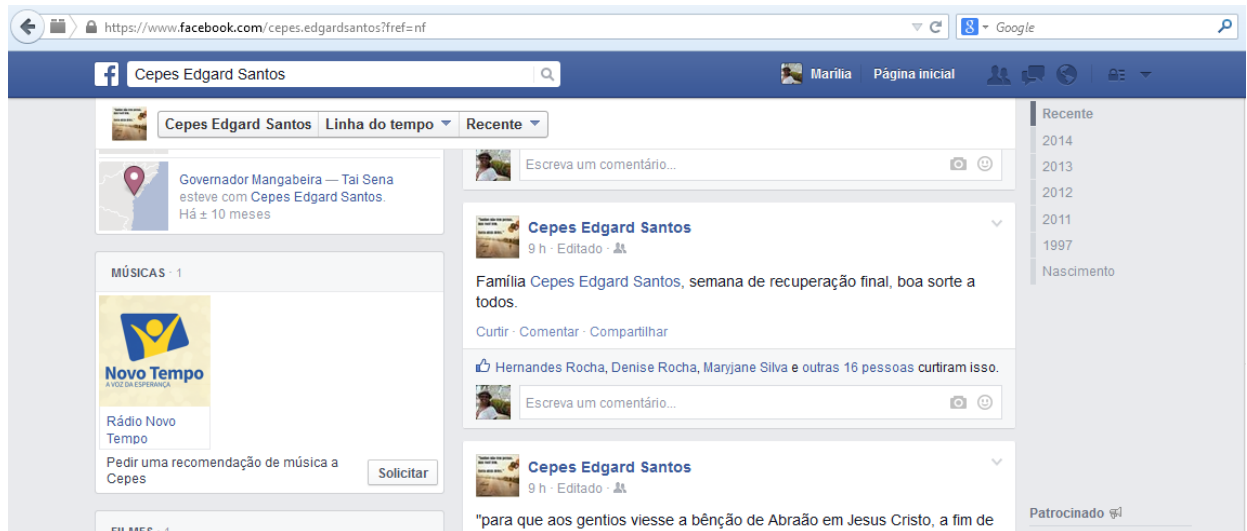 https://www.facebook.com/cepes.edgardsantos?fref=nf
Google
Cepes Edgard Santos
Marília Página inicial
Cepes Edgard Santos Linha do tempo Recente
Governador Mangabeira — Tai Sena
esteve com Cepes Edgard Santos.
Há ± 10 meses
MÚSICAS · 1
Novo Tempo
A VOZ DA ESPERANÇA
Rádio Novo
Tempo
Pedir uma recomendação de música a
Cepes
Solicitar
Escreva um comentário...
Cepes Edgard Santos
9 h · Editado ·
Família Cepes Edgard Santos, semana de recuperação final, boa sorte a
todos.
Curtir · Comentar · Compartilhar
Hernandes Rocha, Denise Rocha, Maryjane Silva e outras 16 pessoas curtiram isso.
Escreva um comentário...
Cepes Edgard Santos
9 h · Editado ·
"para que aos gentios viesse a bênção de Abraão em Jesus Cristo, a fim de
Recente
2014
2013
2012
2011
1997
Nascimento
Patrocinado